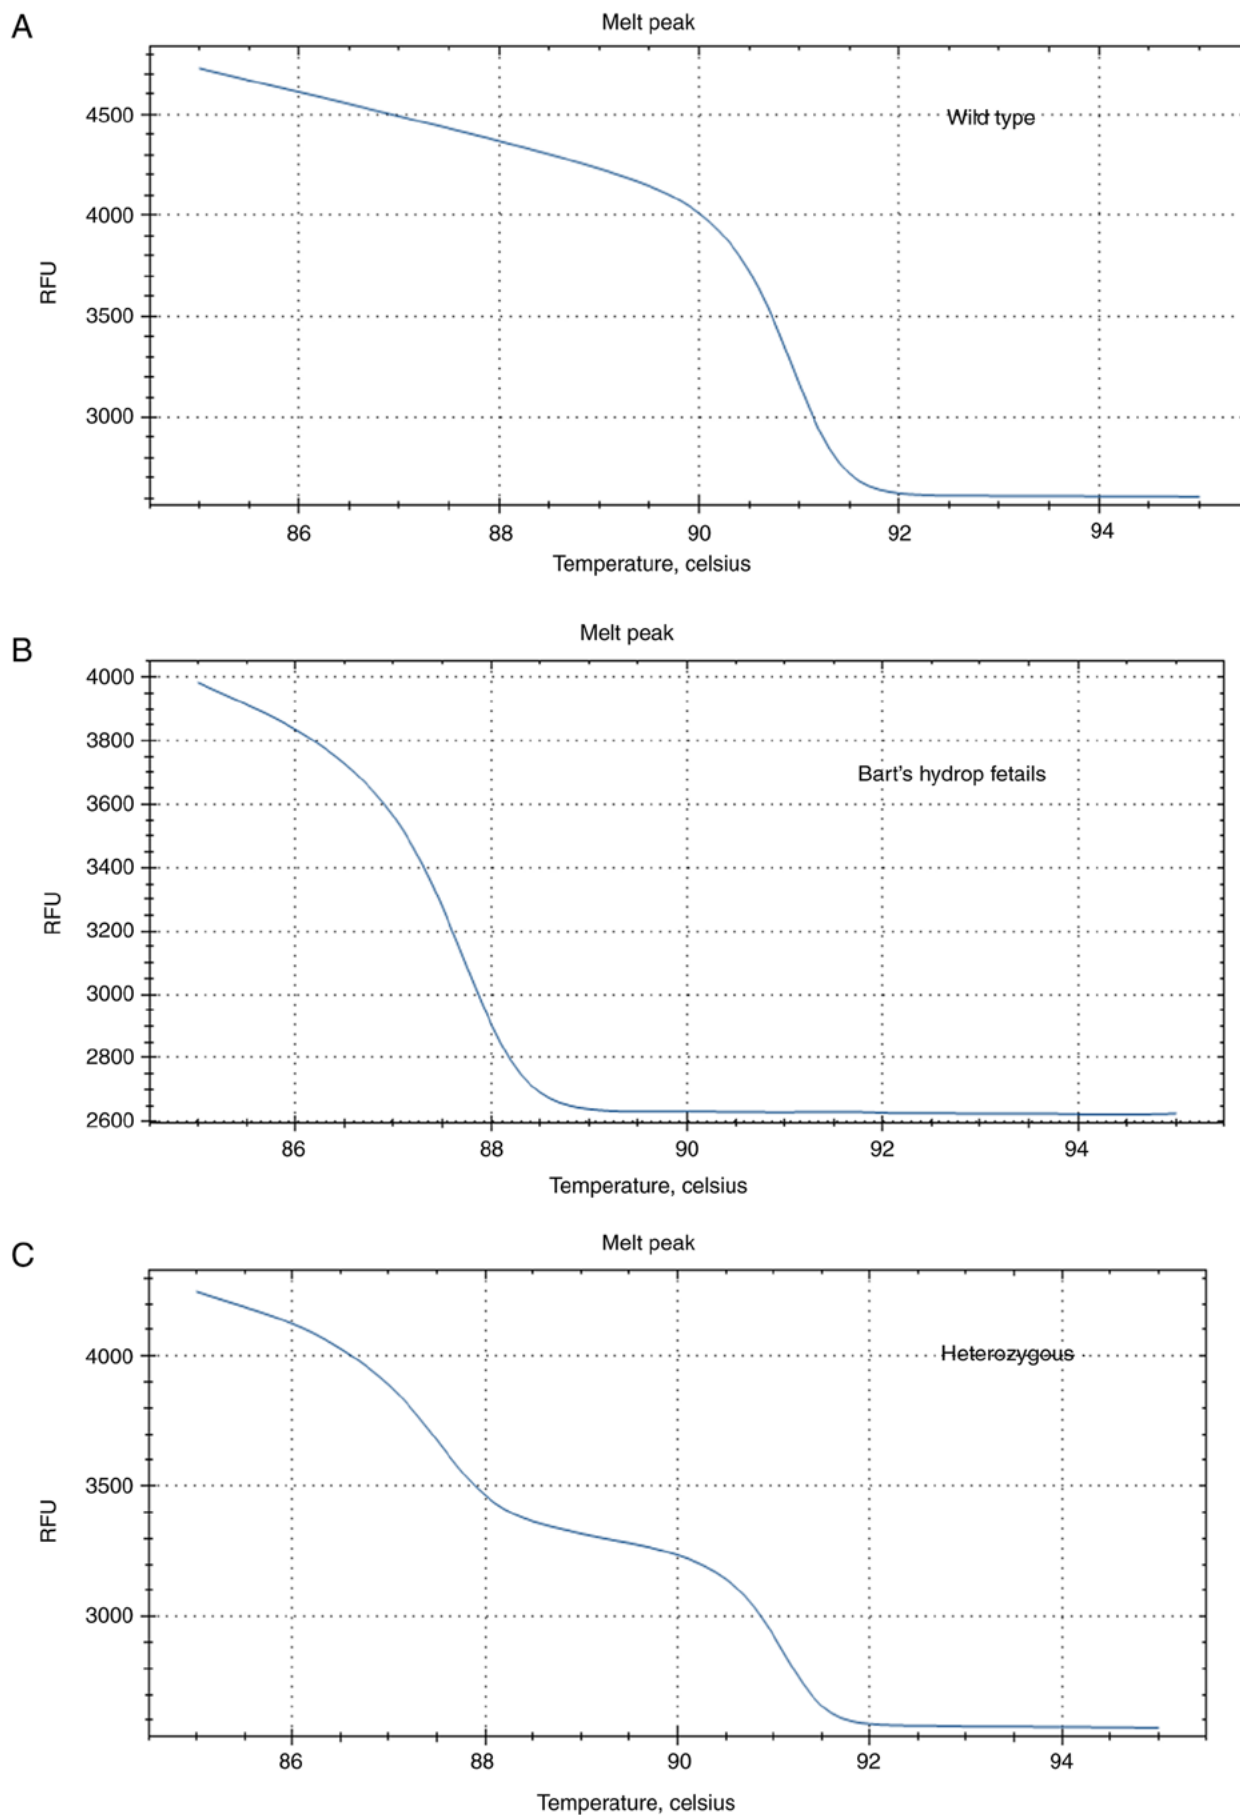 A
Melt peak
4500
Wild type
4000
RFU
3500
3000
86 88 90 92 94
Temperature, celsius
B
Melt peak
4000
3800
Bart's hydrop fetails
3600
3400
RFU
3200
3000
2800
2600
86 88 90 92 94
Temperature, celsius
C
Melt peak
4000
Heterozygous
3500
RFU
3000
86 88 90 92 94
Temperature, celsius